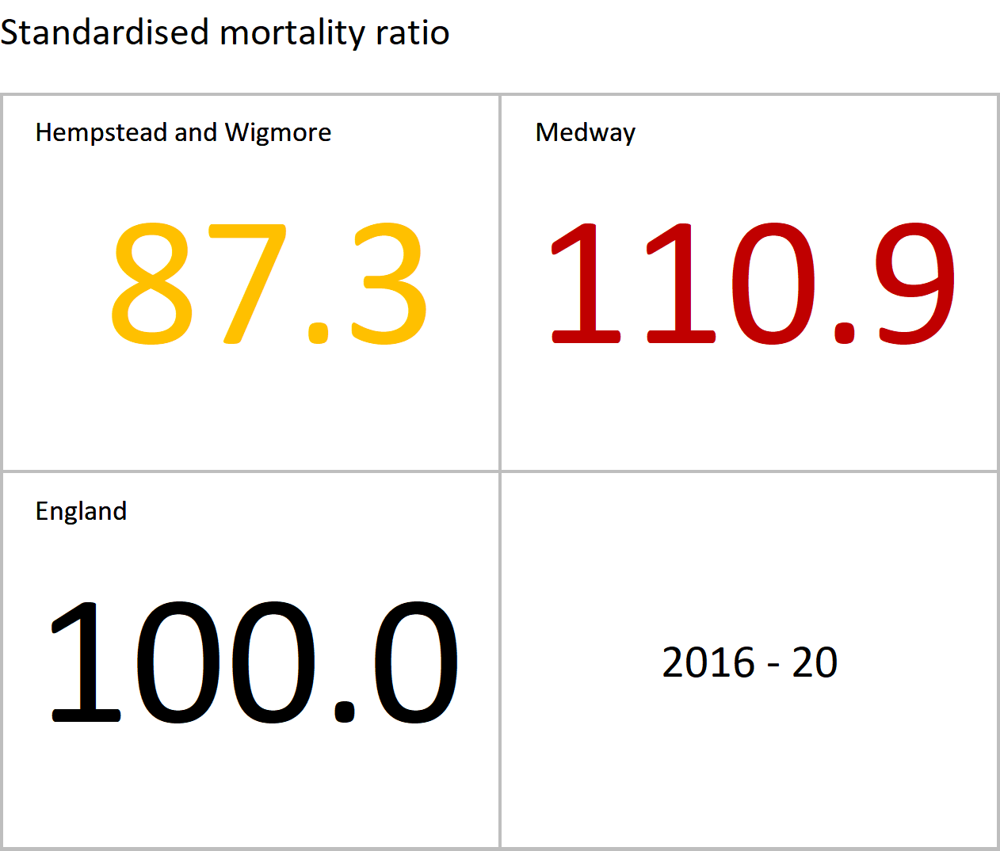 Standardised mortality ratio
Hempstead and Wigmore
87.3
Medway
110.9
England
100.0
2016 - 20